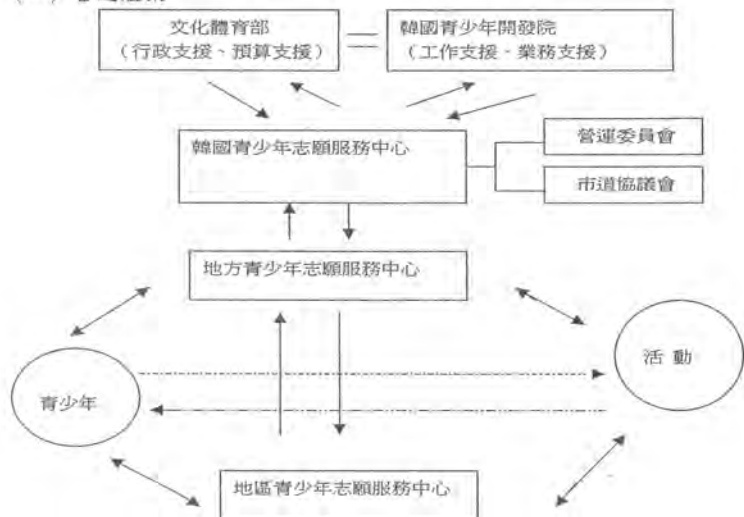 文化體育部
（行政支援、預算支援）
韓國青少年開發院
（工作支援、業務支援）
韓國青少年志願服務中心
營運委員會
市道協議會
地方青少年志願服務中心
活 動
青少年
地區青少年志願服務中心